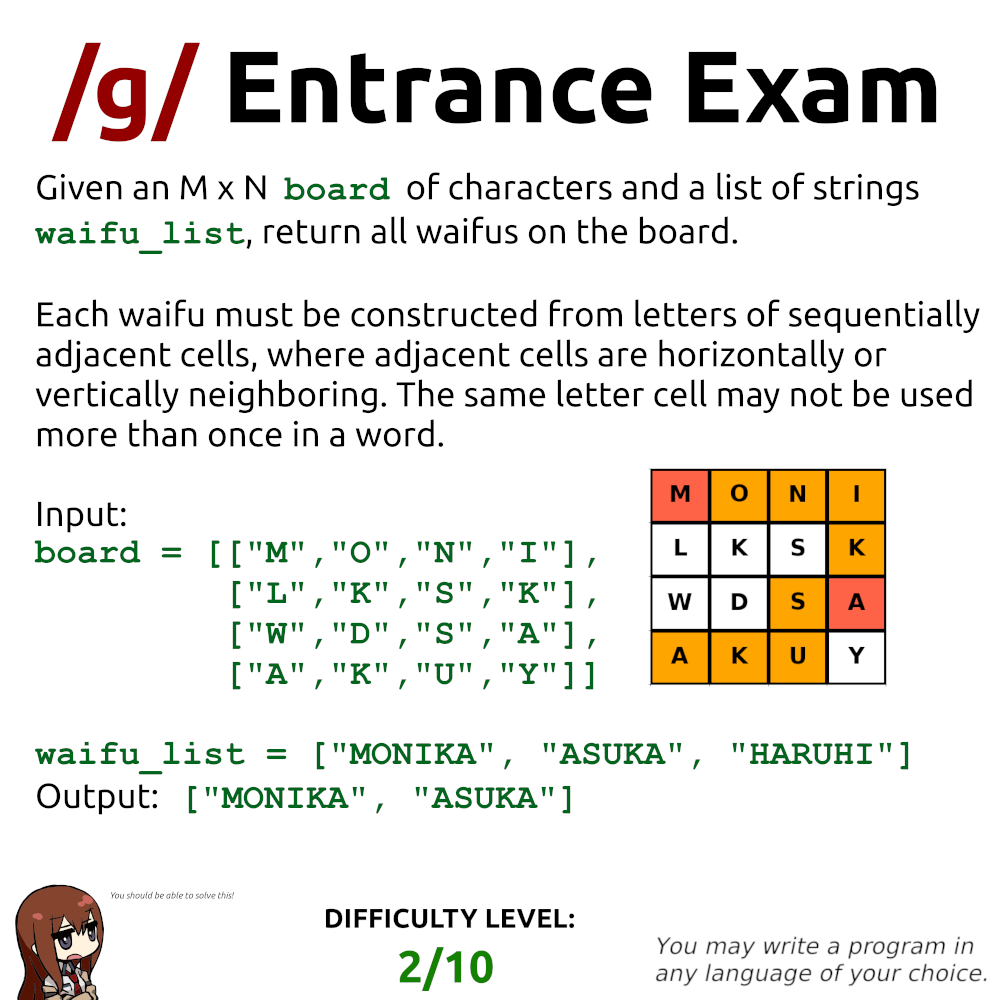 /g/ Entrance Exam
Given an M x N board of characters and a list of strings
waifu_list, return all waifus on the board.
Each waifu must be constructed from letters of sequentially
adjacent cells, where adjacent cells are horizontally or
vertically neighboring. The same letter cell may not be used
more than once in a word.
Input:
board = [["M","O","N","I"],
["L","K","S","K"],
["W","D","S","A"],
["A","K","U","Y"]]
M O N I
L K S K
W D S A
A K U Y
waifu_list = ["MONIKA", "ASUKA", "HARUHI"]
Output: ["MONIKA", "ASUKA"]
You should be able to solve this!
DIFFICULTY LEVEL:
2/10
You may write a program in
any language of your choice.